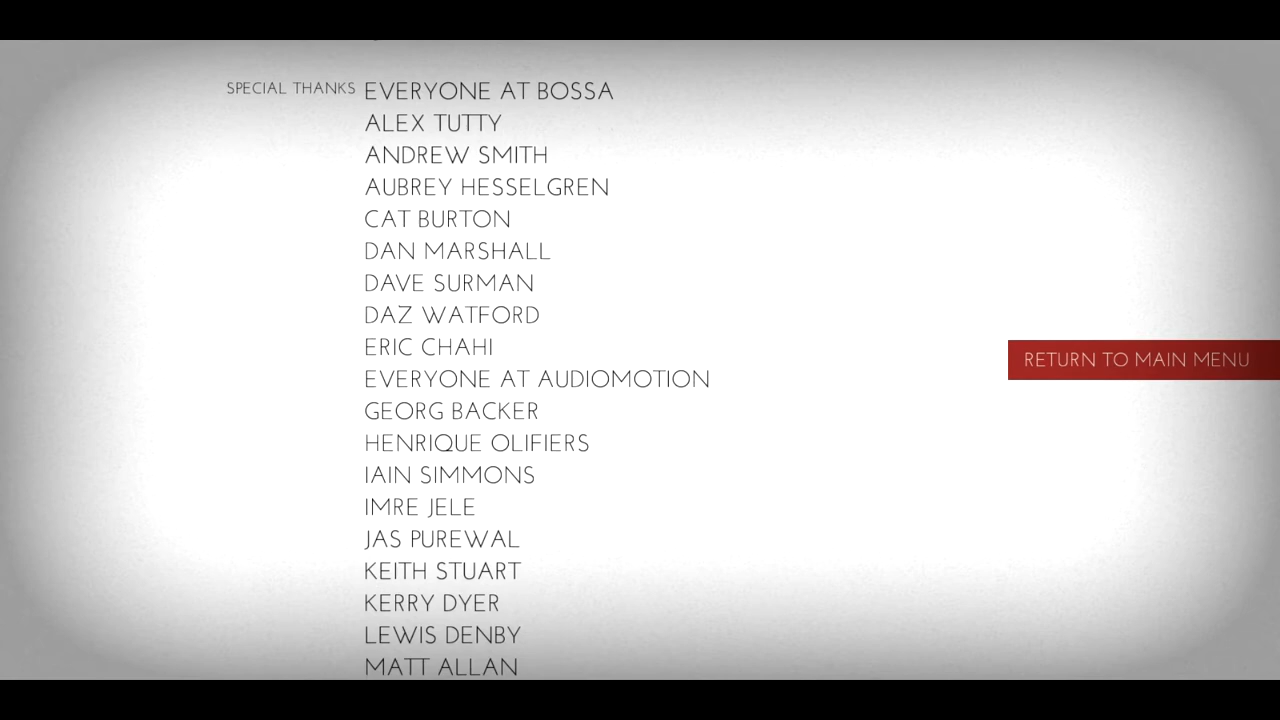 SPECIAL THANKS EVERYONE AT BOSSA
ALEX TUTTY
ANDREW SMITH
AUBREY HESSELGREN
CAT BURTON
DAN MARSHALL
DAVE SURMAN
DAZ WATFORD
ERIC CHAHI
EVERYONE AT AUDIOMOTION
GEORG BACKER
HENRIQUE OLIFIERS
IAIN SIMMONS
IMRE JELE
JAS PUREWAL
KEITH STUART
KERRY DYER
LEWIS DENBY
MATT ALLAN
RETURN TO MAIN MENU